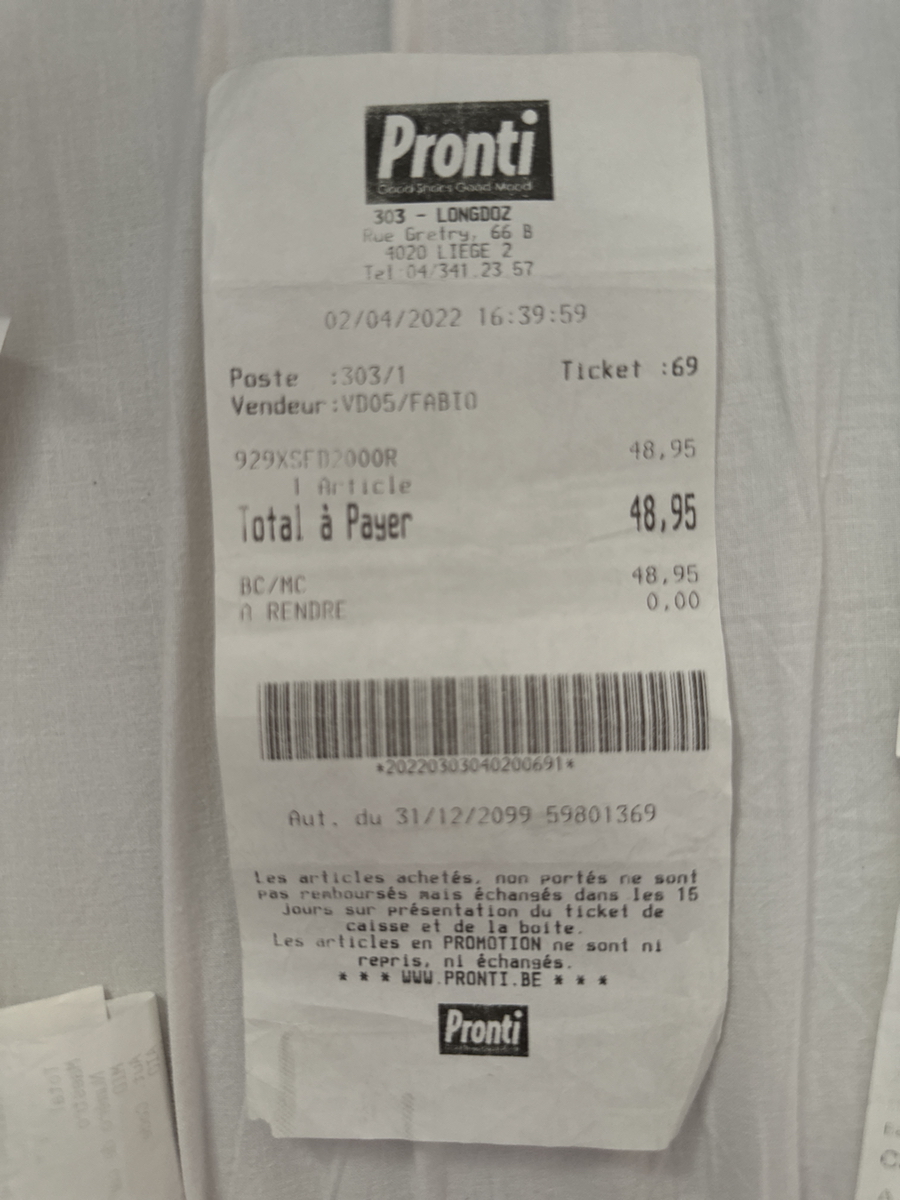 Pronti
Good Shoes Good Mood
303 - LONGDOZ
Rue Gretry, 66 B
4020 LIEGE 2
Tel 04/341.23.57
02/04/2022 16:39:59
Poste :303/1 Ticket :69
Vendeur:VD05/FABIO
929XSFD2000R 48,95
1 Article
Total à Payer 48,95
BC/MC 48,95
A RENDRE 0,00
*20220303040200691*
Aut. du 31/12/2099 59801369
Les articles achetés, non portés ne sont
pas remboursés mais échangés dans les 15
jours sur présentation du ticket de
caisse et de la boite.
Les articles en PROMOTION ne sont ni
repris, ni échangés.
* * * WWW.PRONTI.BE * * *
Pronti